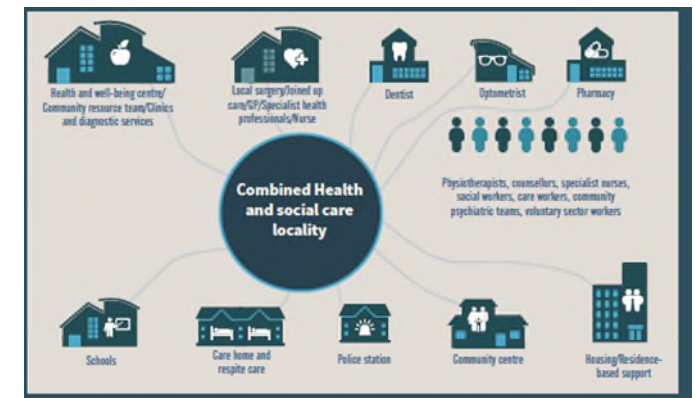 Health and well-being centre/
Community resource team/Clinics
and diagnostic services
Local surgery/Joined up
care/GP/Specialist health
professionals/Nurse
Dentist
Optometrist
Pharmacy
Combined Health
and social care
locality
Physiotherapists, counsellors, specialist nurses,
social workers, care workers, community
psychiatric teams, voluntary sector workers
Schools
Care home and
respite care
Police station
Community centre
Housing/Residence-
based support